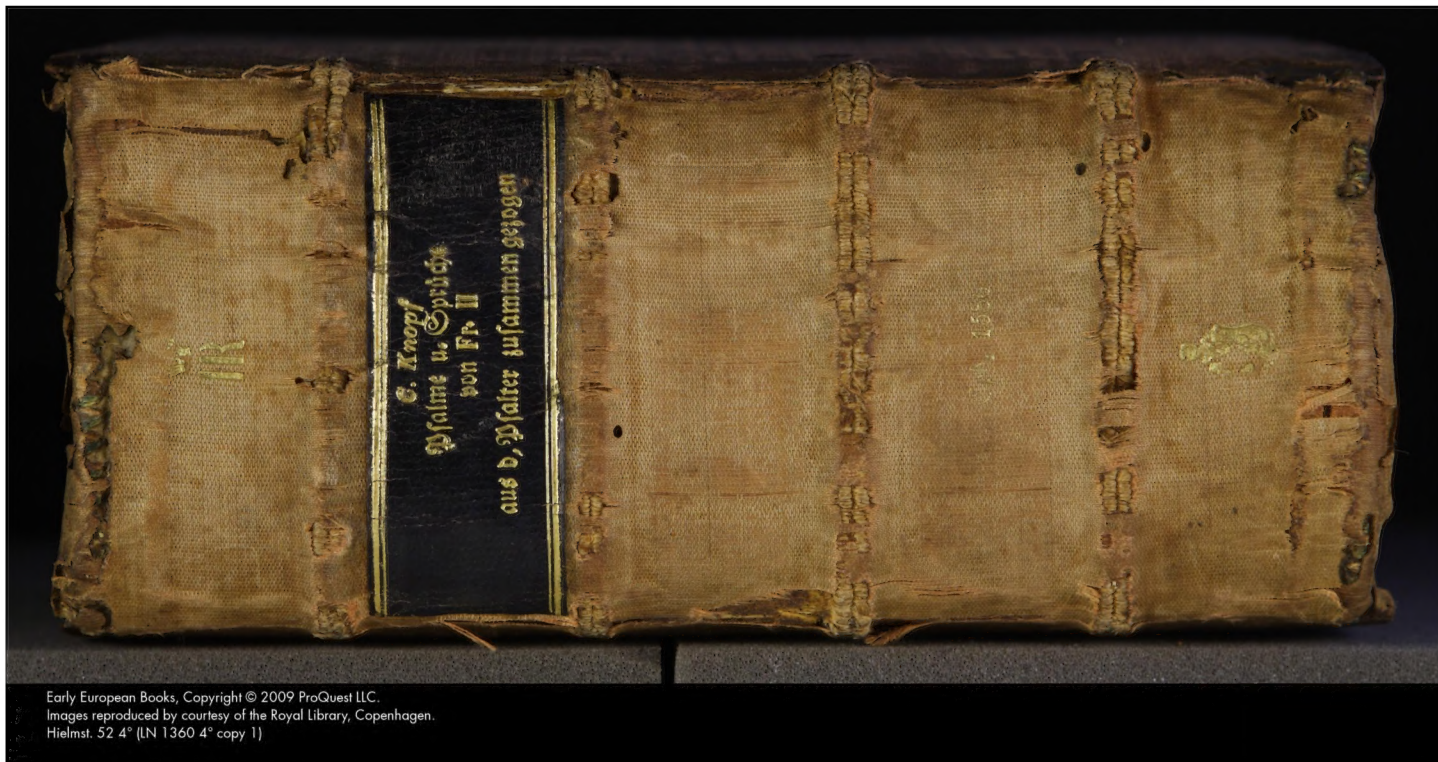 C. Knopf
Psalme u. Sprüche
von Fr. II
aus d, Psalter zusammen gezogen
Early European Books, Copyright © 2009 ProQuest LLC.
Images reproduced by courtesy of the Royal Library, Copenhagen.
Hielmst. 52 4° (LN 1360 4° copy 1)